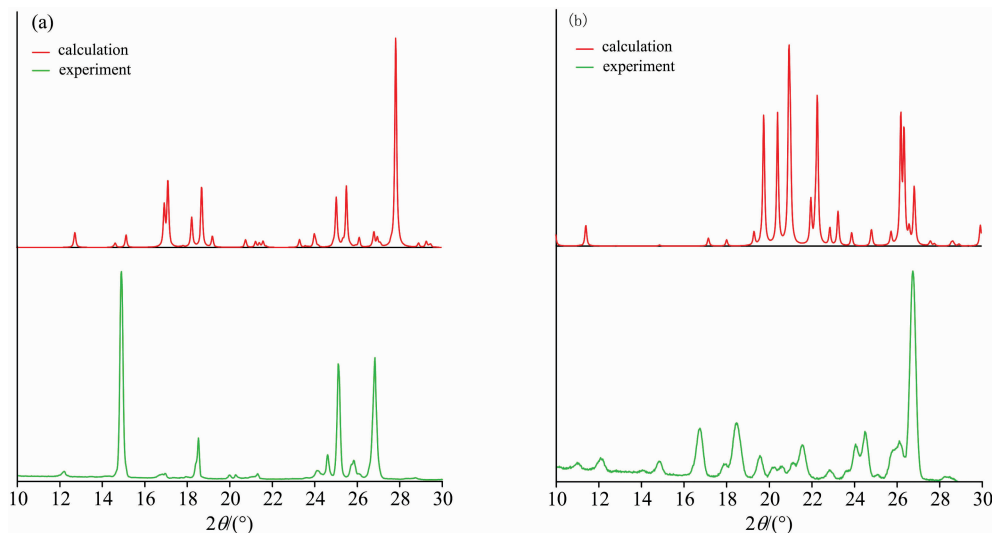 (a)
calculation
experiment
10 12 14 16 18 20 22 24 26 28 30
2θ/(°)
(b)
calculation
experiment
10 12 14 16 18 20 22 24 26 28 30
2θ/(°)